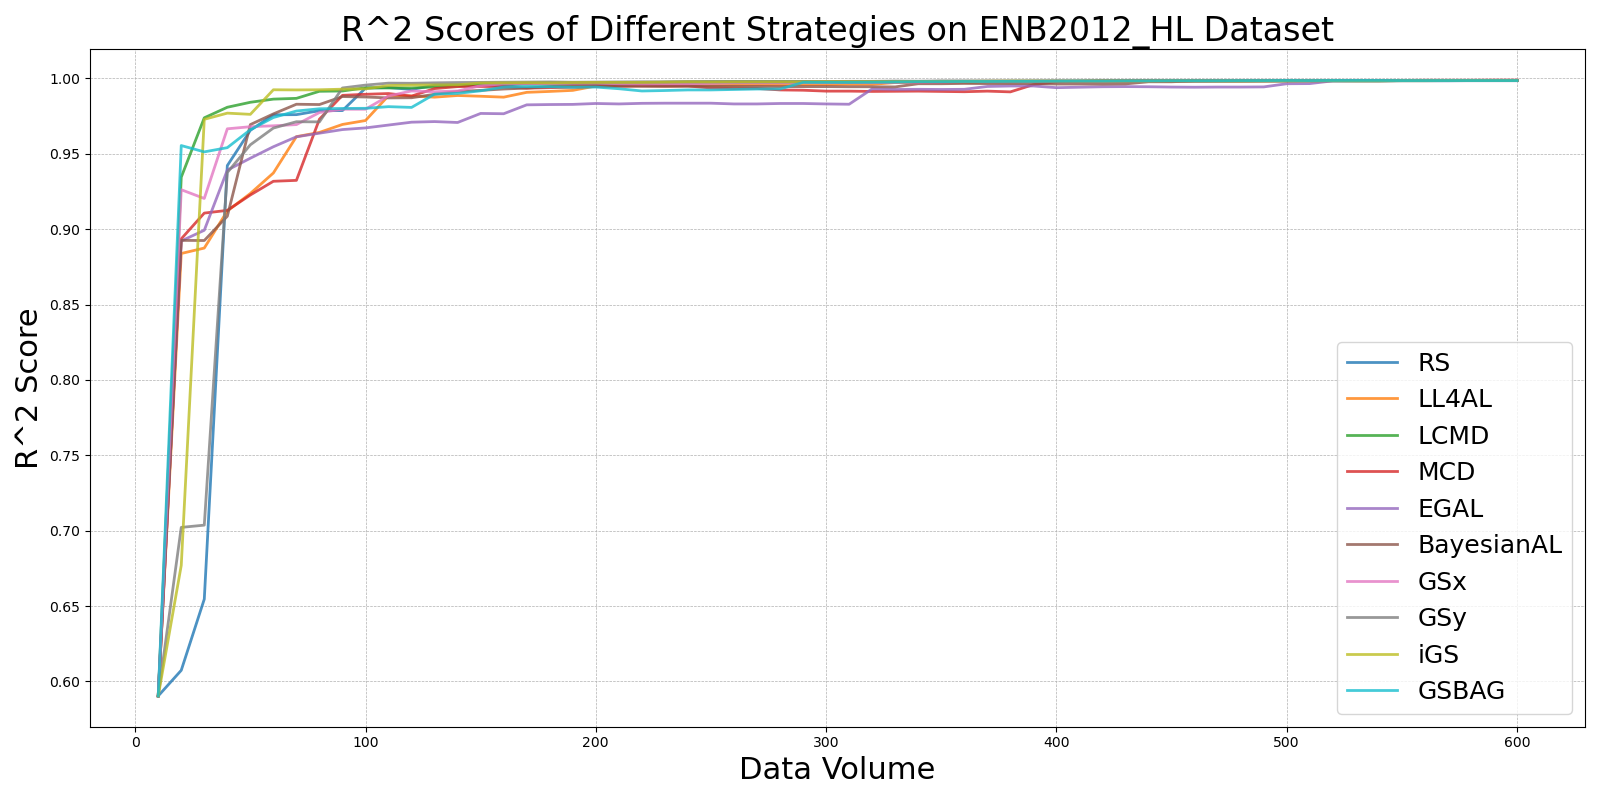 R^2 Scores of Different Strategies on ENB2012_HL Dataset
R^2 Score
1.00
0.95
0.90
0.85
0.80
0.75
0.70
0.65
0.60
0
100
200
300
400
500
600
Data Volume
RS
LL4AL
LCMD
MCD
EGAL
BayesianAL
GSx
GSy
iGS
GSBAG